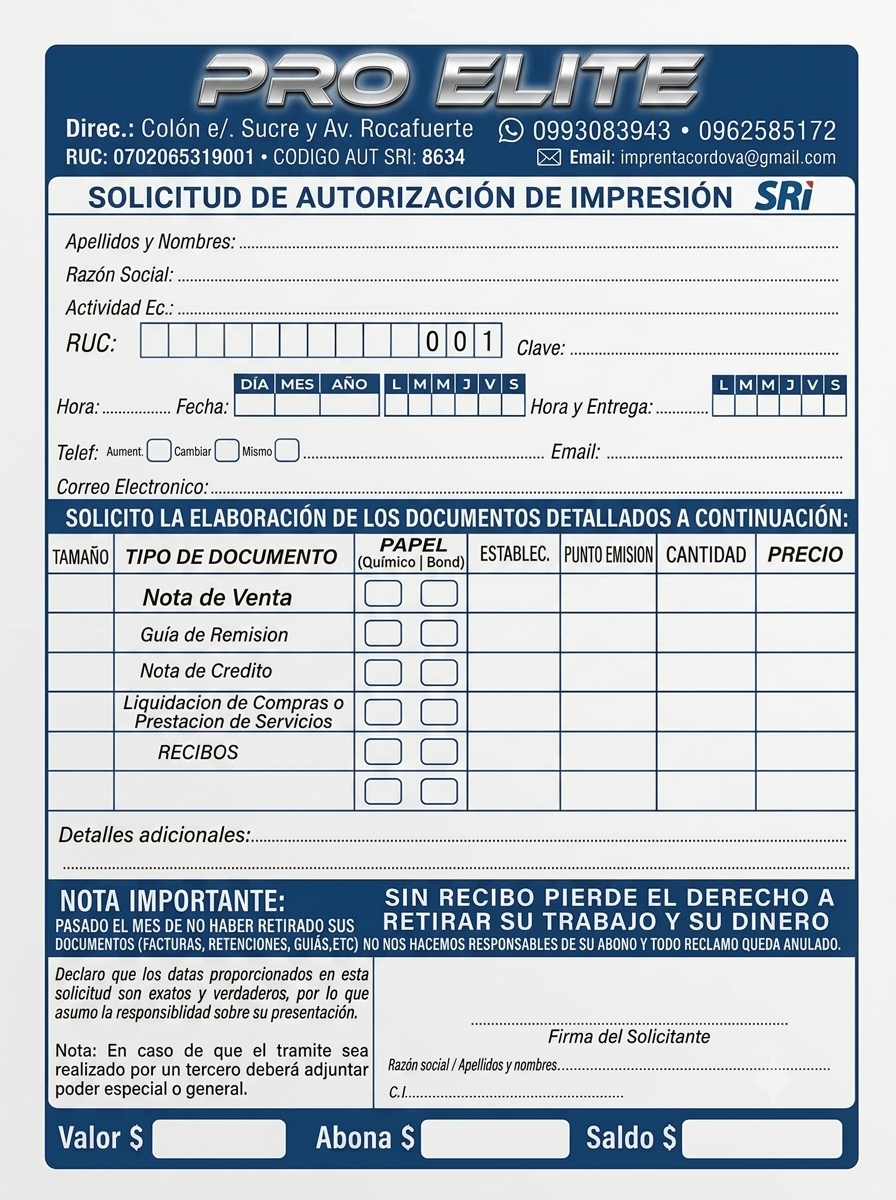 PRO ELITE
Direc.: Colón e/. Sucre y Av. Rocafuerte 0993083943 • 0962585172
RUC: 0702065319001 • CODIGO AUT SRI: 8634 Email: imprentacordova@gmail.com
SOLICITUD DE AUTORIZACIÓN DE IMPRESIÓN SRi
Apellidos y Nombres:
Razón Social:
Actividad Ec.:
RUC: 0 0 1 Clave:
DÍA MES AÑO L M M J V S L M M J V S
Hora: Fecha: Hora y Entrega:
Telef: Aument. Cambiar Mismo Email:
Correo Electronico:
SOLICITO LA ELABORACIÓN DE LOS DOCUMENTOS DETALLADOS A CONTINUACIÓN:
TAMAÑO TIPO DE DOCUMENTO PAPEL (Químico | Bond) ESTABLEC. PUNTO EMISION CANTIDAD PRECIO
Nota de Venta
Guía de Remision
Nota de Credito
Liquidacion de Compras o
Prestacion de Servicios
RECIBOS
Detalles adicionales:
NOTA IMPORTANTE: SIN RECIBO PIERDE EL DERECHO A
RETIRAR SU TRABAJO Y SU DINERO
PASADO EL MES DE NO HABER RETIRADO SUS
DOCUMENTOS (FACTURAS, RETENCIONES, GUIÁS,ETC) NO NOS HACEMOS RESPONSABLES DE SU ABONO Y TODO RECLAMO QUEDA ANULADO.
Declaro que los datas proporcionados en esta
solicitud son exatos y verdaderos, por lo que
asumo la responsiblidad sobre su presentación.
Nota: En caso de que el tramite sea
realizado por un tercero deberá adjuntar
poder especial o general.
Firma del Solicitante
Razón social / Apellidos y nombres.
C.I.
Valor $ Abona $ Saldo $